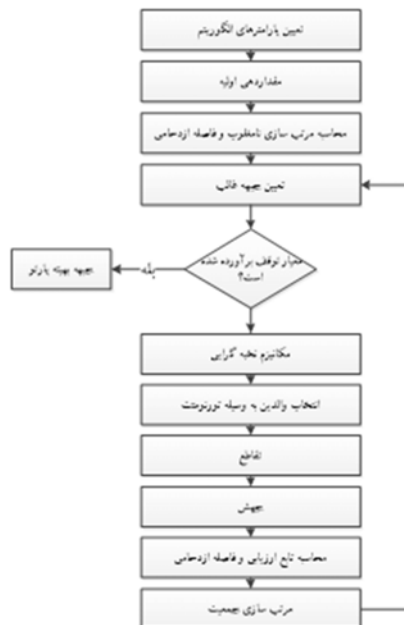 تعیین پارامترهای الگوریتم
مقداردهی اولیه
محاسبه مرتب سازی نامغلوب و فاصله ازدحامی
تعیین جبهه غالب
معیار توقف برآورده شده
است؟
بله
جبهه بهینه پارتو
مکانیزم نخبه گرایی
انتخاب والدین به وسیله تورنومنت
تقاطع
جهش
محاسبه تابع ارزیابی و فاصله ازدحامی
مرتب سازی جمعیت